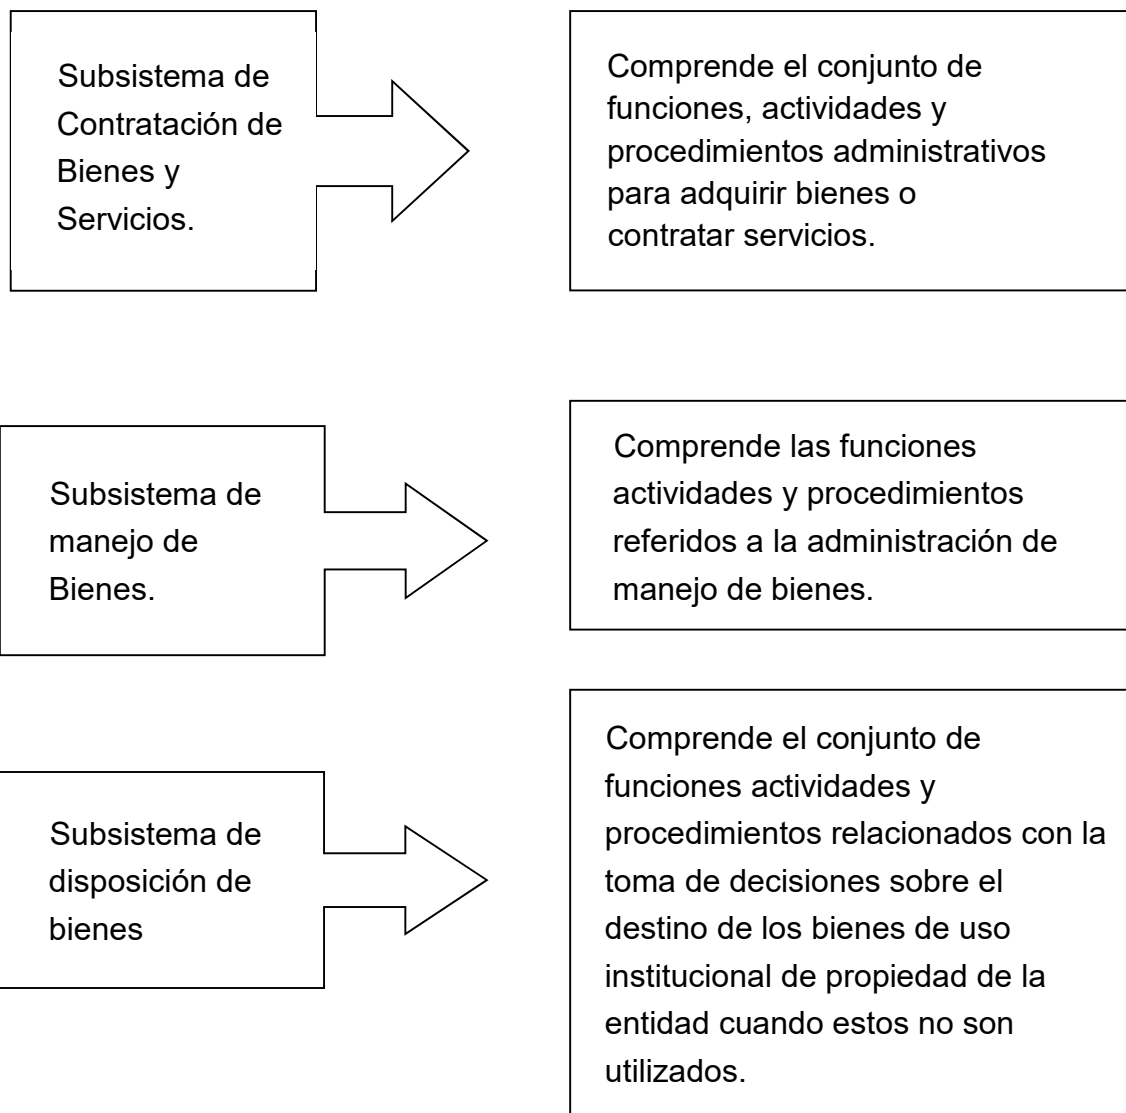 Subsistema de
Contratación de
Bienes y
Servicios.
Comprende el conjunto de
funciones, actividades y
procedimientos administrativos
para adquirir bienes o
contratar servicios.
Subsistema de
manejo de
Bienes.
Comprende las funciones
actividades y procedimientos
referidos a la administración de
manejo de bienes.
Subsistema de
disposición de
bienes
Comprende el conjunto de
funciones actividades y
procedimientos relacionados con la
toma de decisiones sobre el
destino de los bienes de uso
institucional de propiedad de la
entidad cuando estos no son
utilizados.